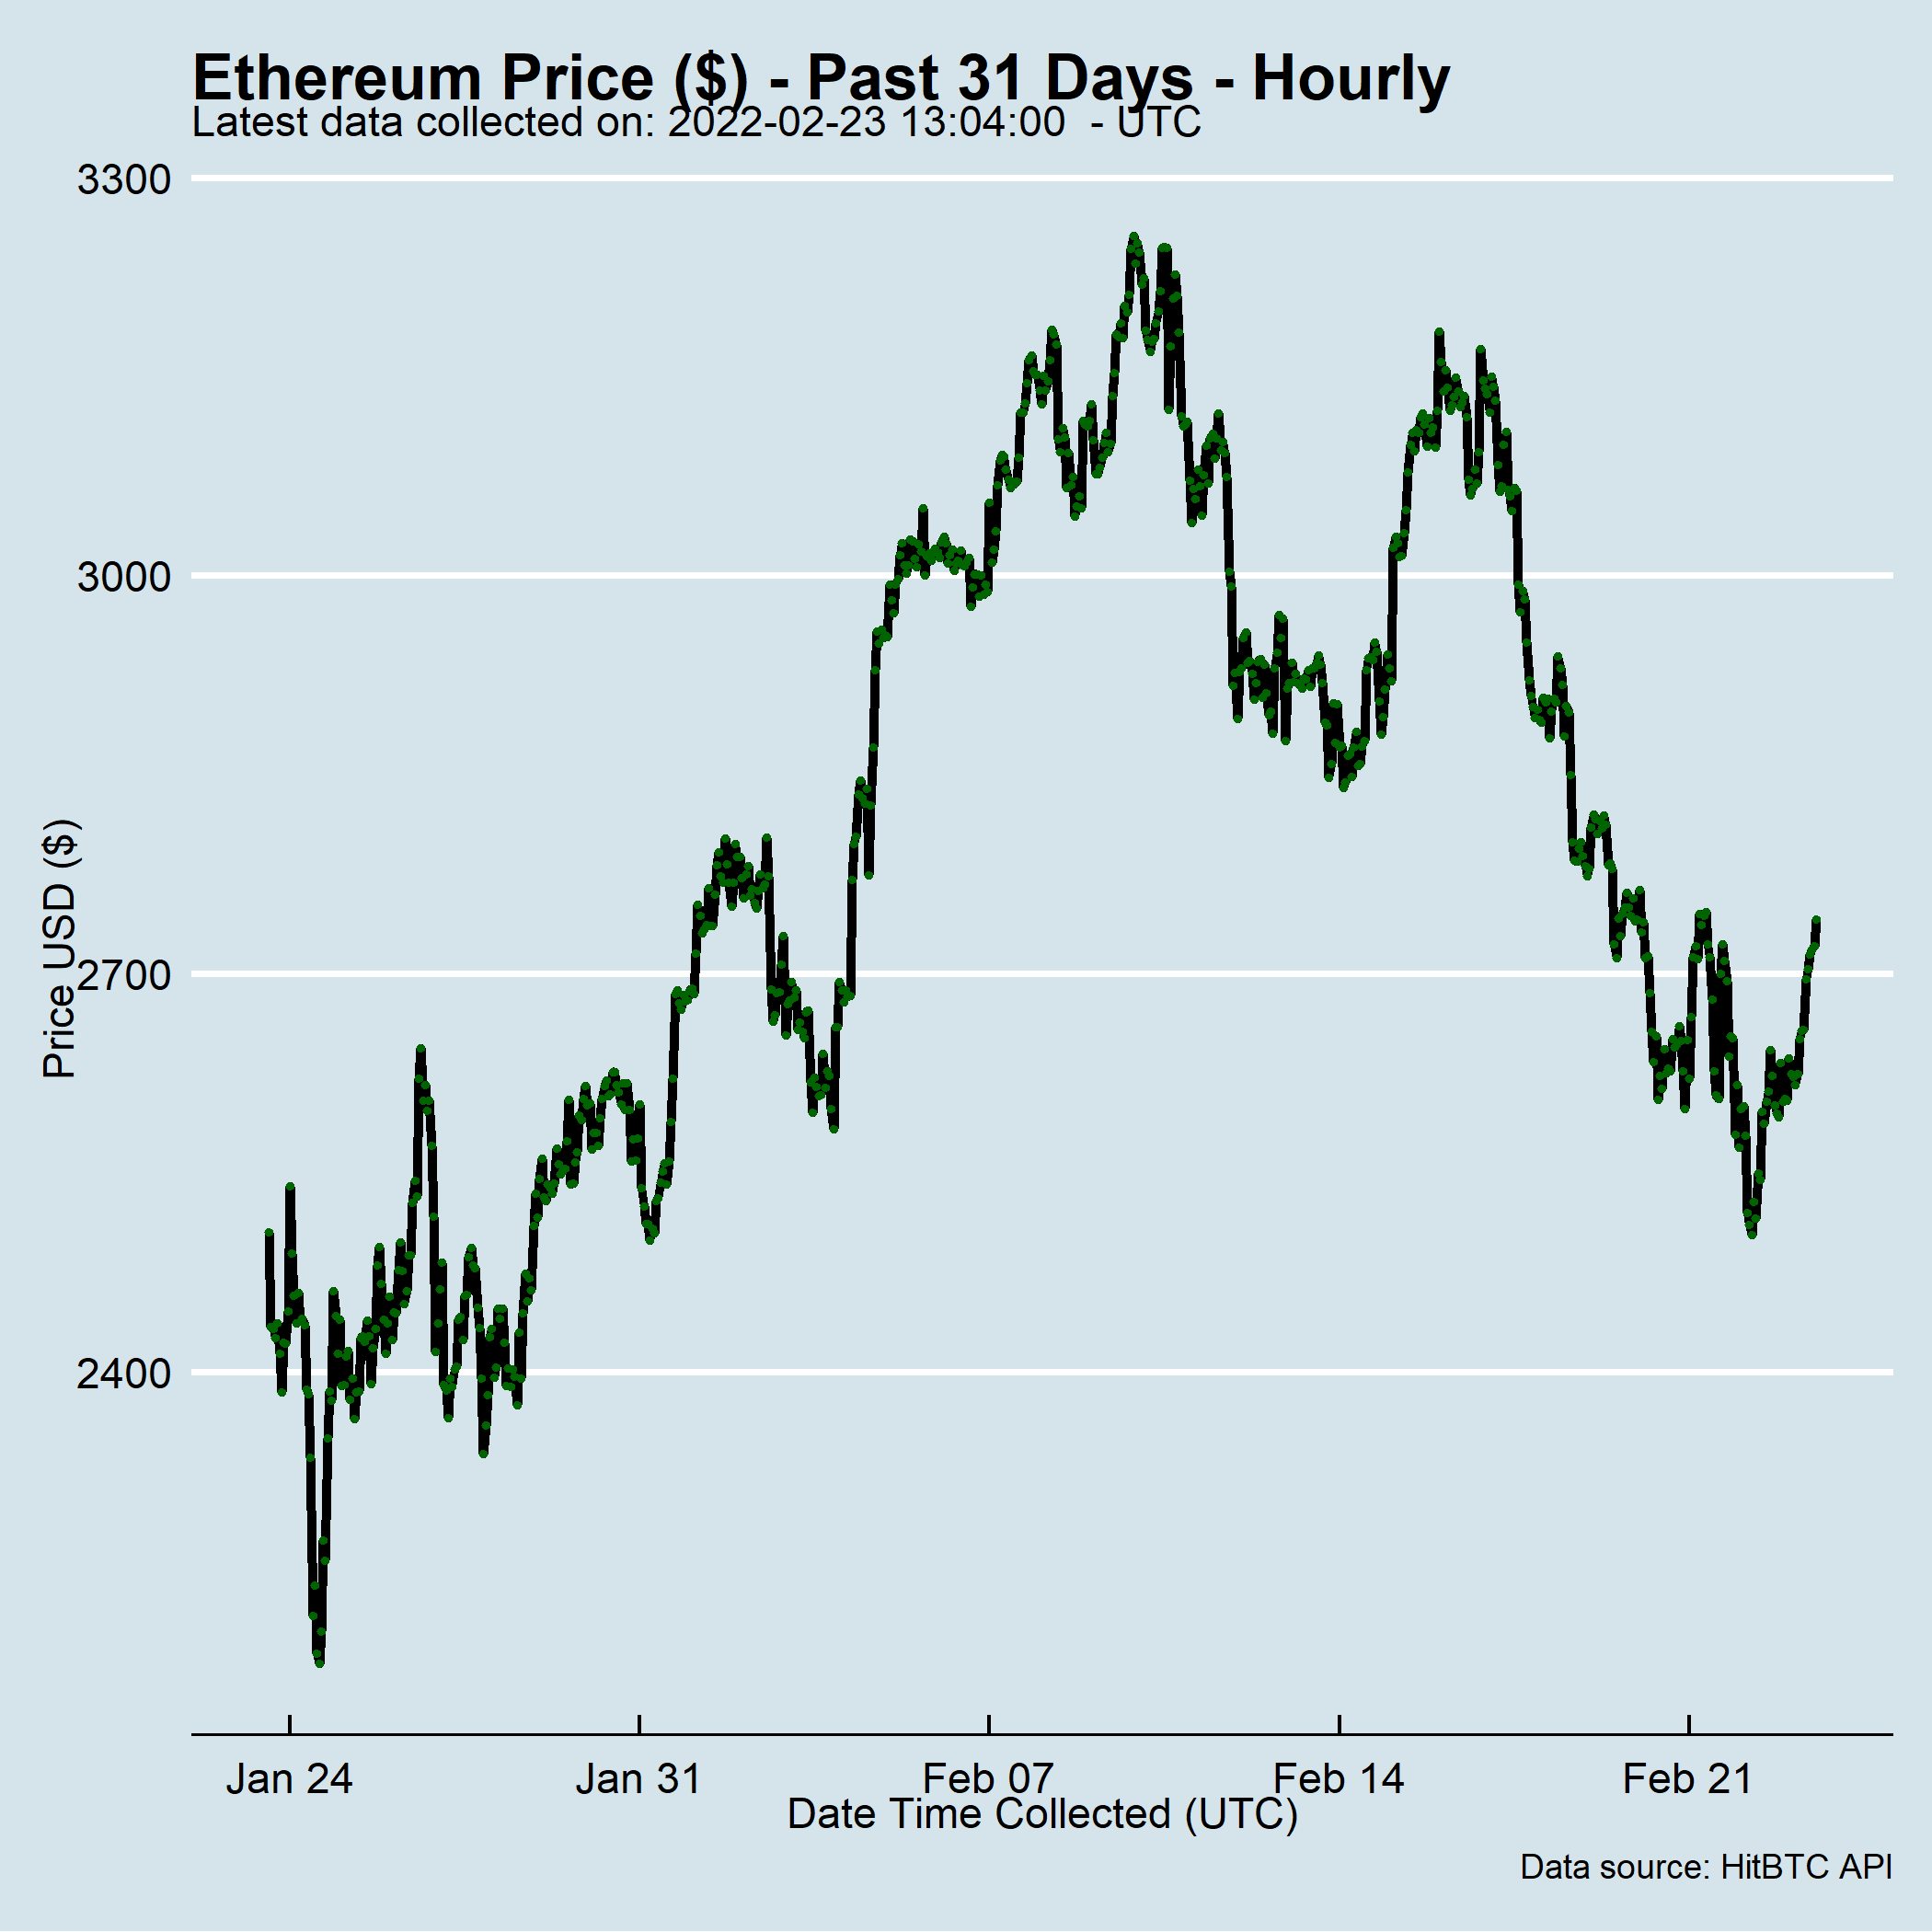 Ethereum Price ($) - Past 31 Days - Hourly
Latest data collected on: 2022-02-23 13:04:00  - UTC
3300
3000
2700
2400
Price USD ($)
Jan 24
Jan 31
Feb 07
Feb 14
Feb 21
Date Time Collected (UTC)
Data source: HitBTC API